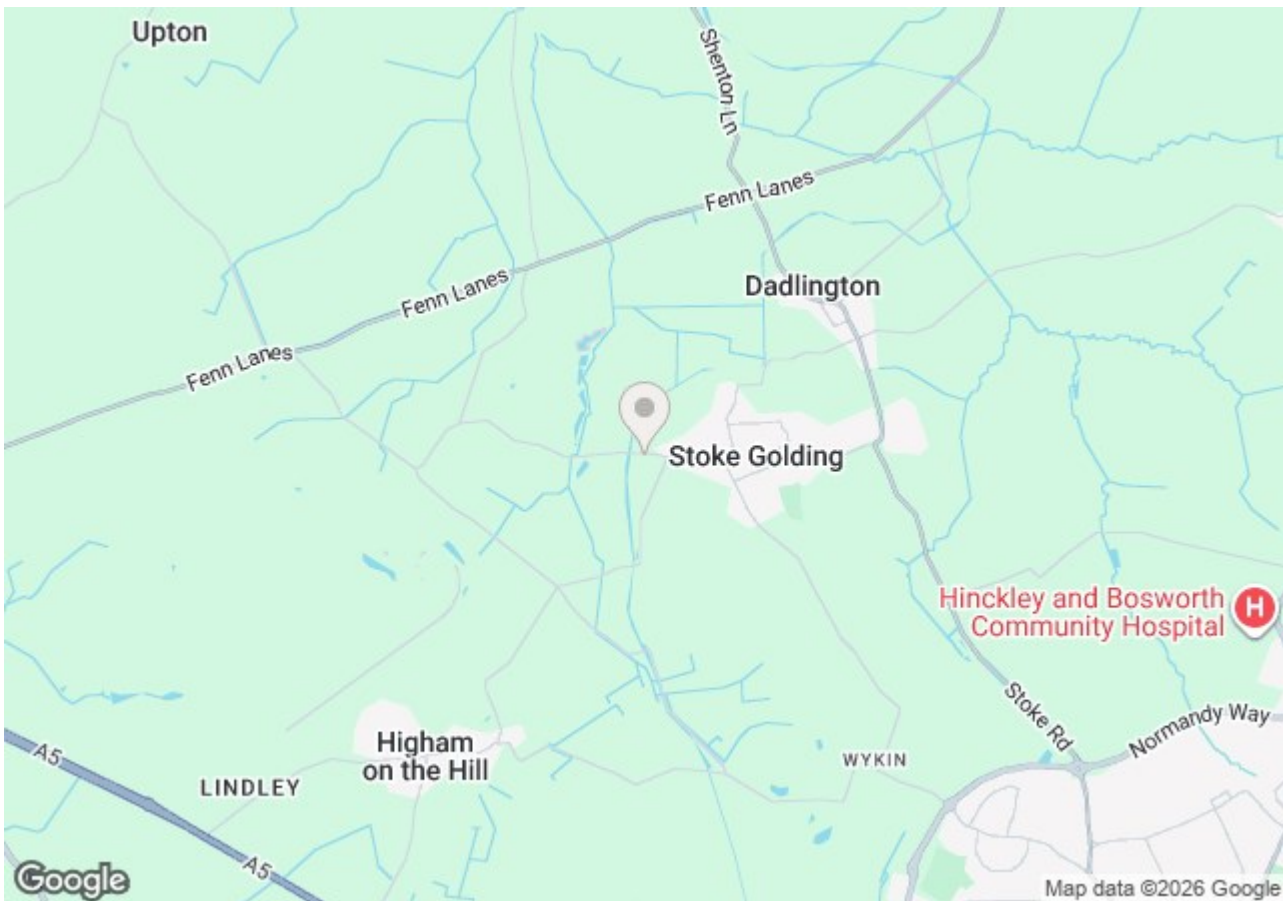 Upton
Shenton Ln
Fenn Lanes
Dadlington
Fenn Lanes
Fenn Lanes
Stoke Golding
Hinckley and Bosworth
Community Hospital
H
Stoke Rd
Normandy Way
Higham
on the Hill
WYKIN
A5
LINDLEY
A5
Google
Map data ©2026 Google